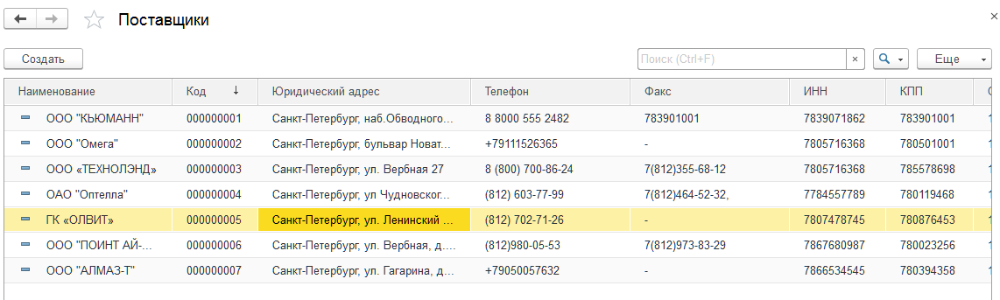 Поставщики
Создать Поиск (Ctrl+F) Еще
Наименование Код Юридический адрес Телефон Факс ИНН КПП
ООО "КЬЮМАНН" 000000001 Санкт-Петербург, наб.Обводного... 8 8000 555 2482 783901001 7839071862 783901001
ООО "Омега" 000000002 Санкт-Петербург, бульвар Новат... +79111526365 - 7805716368 780501001
ООО «ТЕХНОЛЭНД» 000000003 Санкт-Петербург, ул. Вербная 27 8 (800) 700-86-24 7(812)355-68-12 7805716368 785578698
ОАО "Оптелла" 000000004 Санкт-Петербург, ул Чудновског... (812) 603-77-99 7(812)464-52-32, 7784557789 780119468
ГК «ОЛВИТ» 000000005 Санкт-Петербург, ул. Ленинский ... (812) 702-71-26 - 7807478745 780876453
ООО "ПОИНТ АЙ-... 000000006 Санкт-Петербург, ул. Вербная, д.... (812)980-05-53 7(812)973-83-29 7867680987 780023256
ООО "АЛМАЗ-Т" 000000007 Санкт-Петербург, ул. Гагарина, д... +79050057632 - 7866534545 780394358